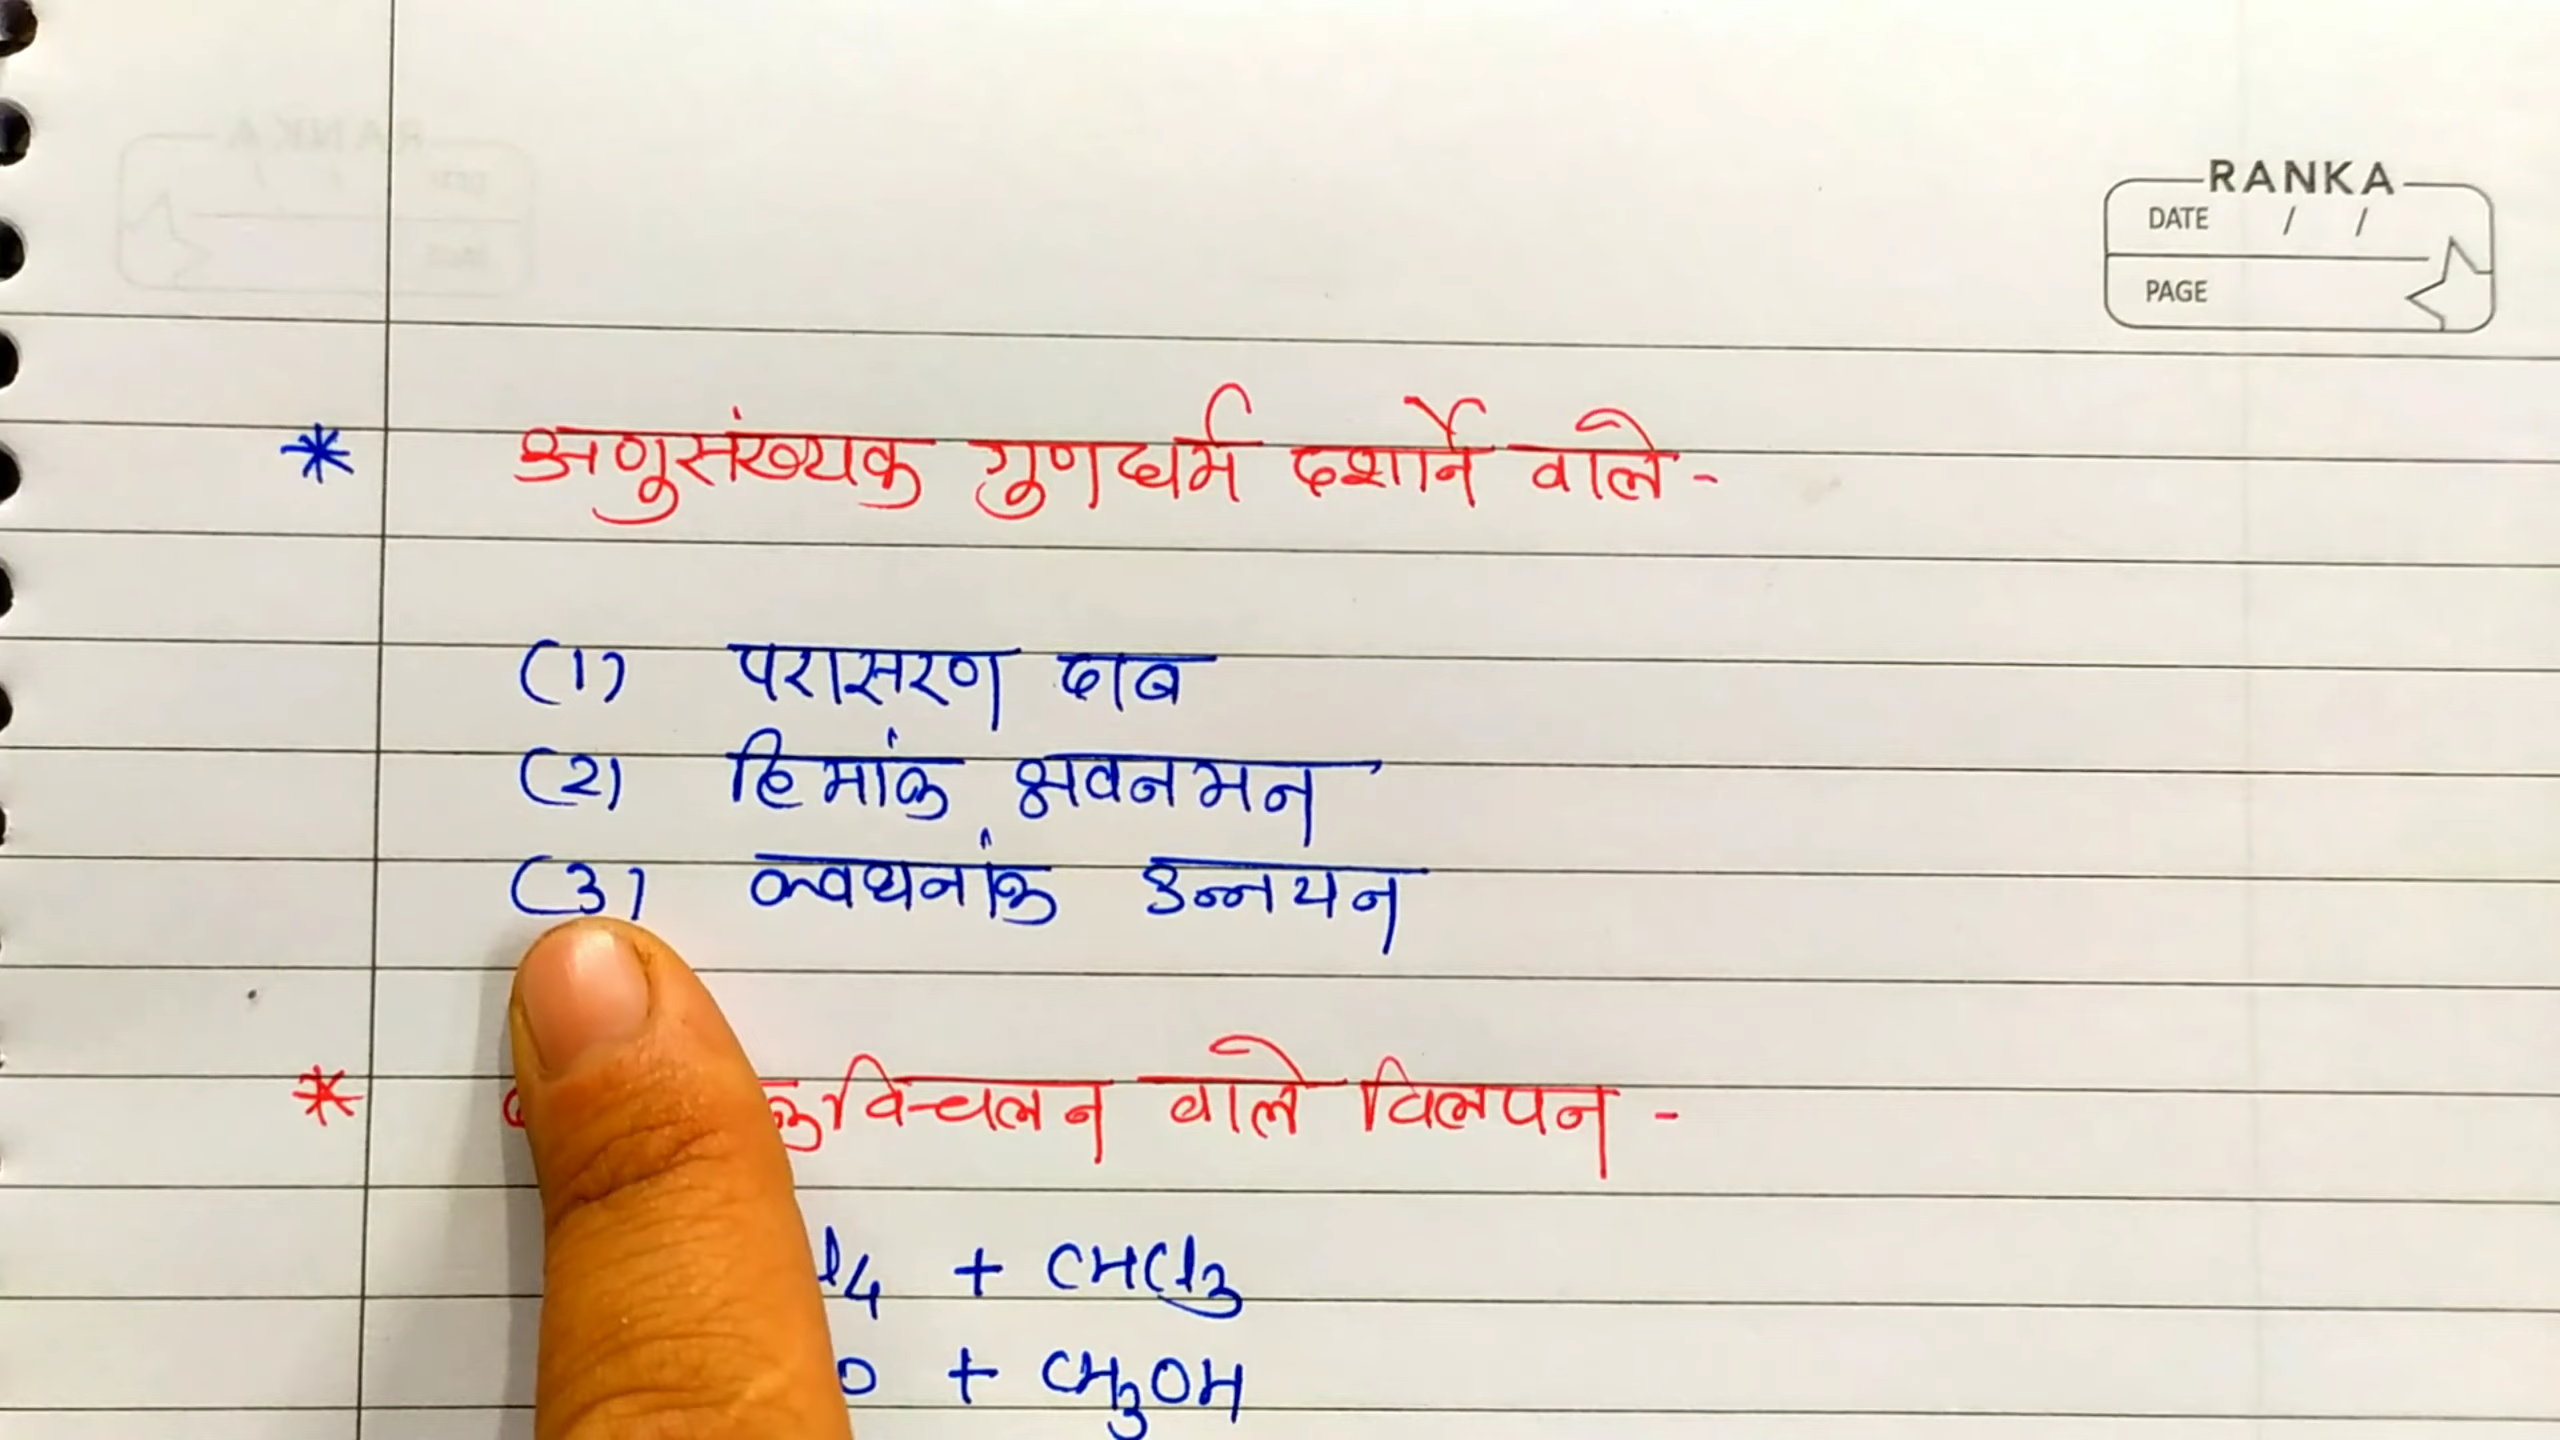 RANKA
DATE / /
PAGE
* अणुसंख्यक गुणधर्म दर्शाने वाले -
(1) परासरण दाब
(2) हिमांक अवनमन
(3) क्वथनांक उन्नयन
* विचलन वाले विलयन -
l4 + CHCl3
O + CH3OH